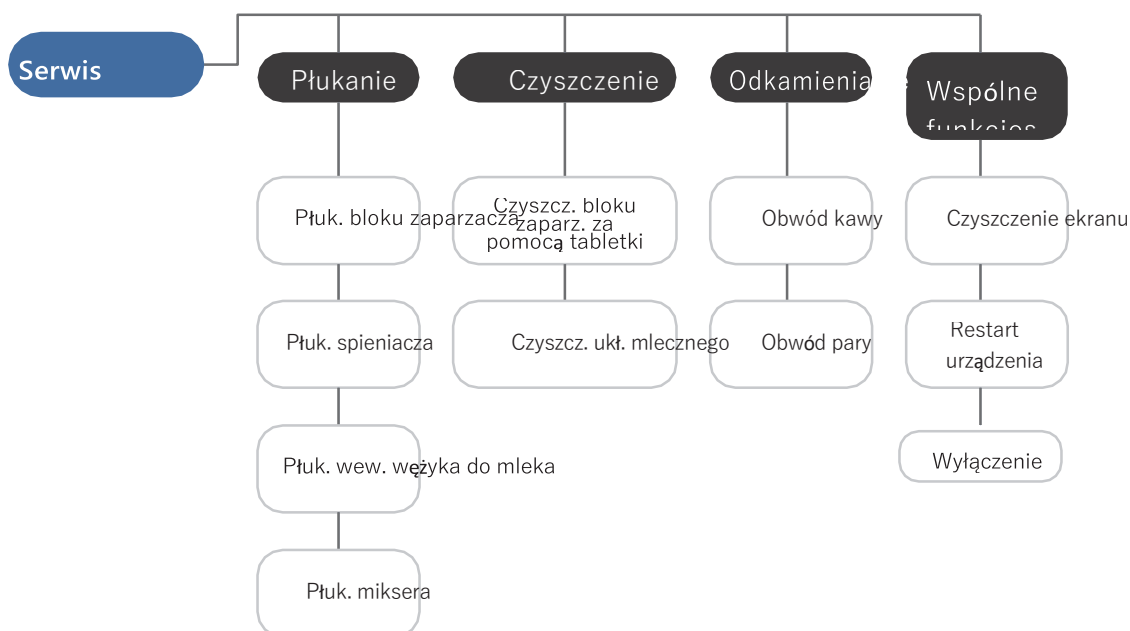 Serwis
Płukanie
Czyszczenie
Odkamienia
Wspólne
Płuk. bloku zaparzacza
Czyszcz. bloku
zaparz. za
pomocą tabletki
Obwód kawy
Czyszczenie ekranu
Płuk. spieniacza
Czyszcz. ukł. mlecznego
Obwód pary
Restart
urządzenia
Płuk. wew. wężyka do mleka
Wyłączenie
Płuk. miksera